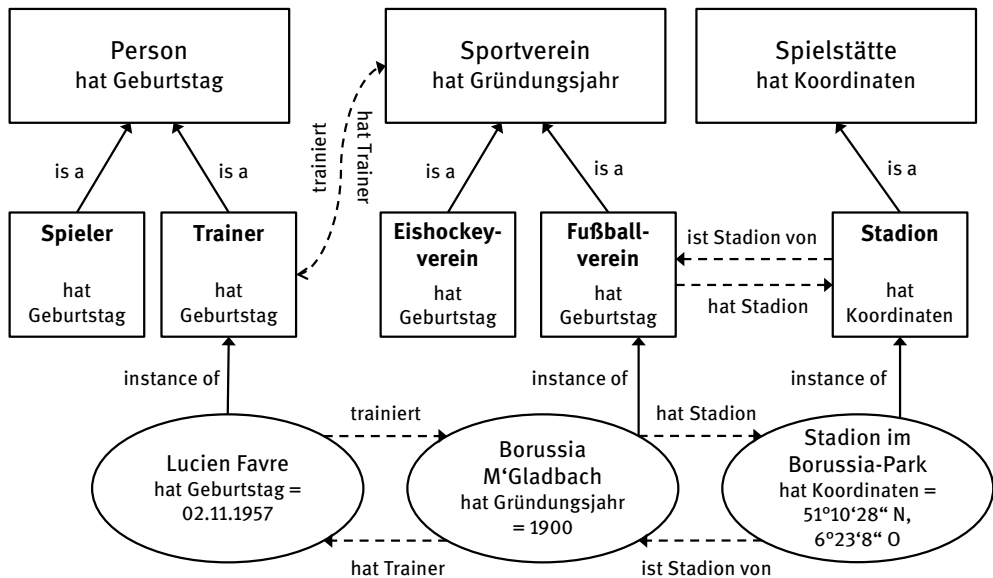 Person
hat Geburtstag
Sportverein
hat Gründungsjahr
Spielstätte
hat Koordinaten
trainiert
hat Trainer
is a
is a
is a
is a
is a
Spieler
hat
Geburtstag
Trainer
hat
Geburtstag
Eishockey-
verein
hat
Geburtstag
Fußball-
verein
hat
Geburtstag
ist Stadion von
hat Stadion
Stadion
hat
Koordinaten
instance of
instance of
instance of
trainiert
hat Stadion
Lucien Favre
hat Geburtstag =
02.11.1957
Borussia
M‘Gladbach
hat Gründungsjahr
= 1900
Stadion im
Borussia-Park
hat Koordinaten =
51°10‘28“ N,
6°23‘8“ O
hat Trainer
ist Stadion von